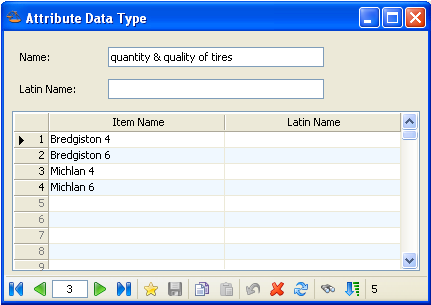 Attribute Data Type
Name: quantity & quality of tires
Latin Name:
Item Name Latin Name
1 Bredgiston 4
2 Bredgiston 6
3 Michlan 4
4 Michlan 6
5
6
7
8
9
3 5